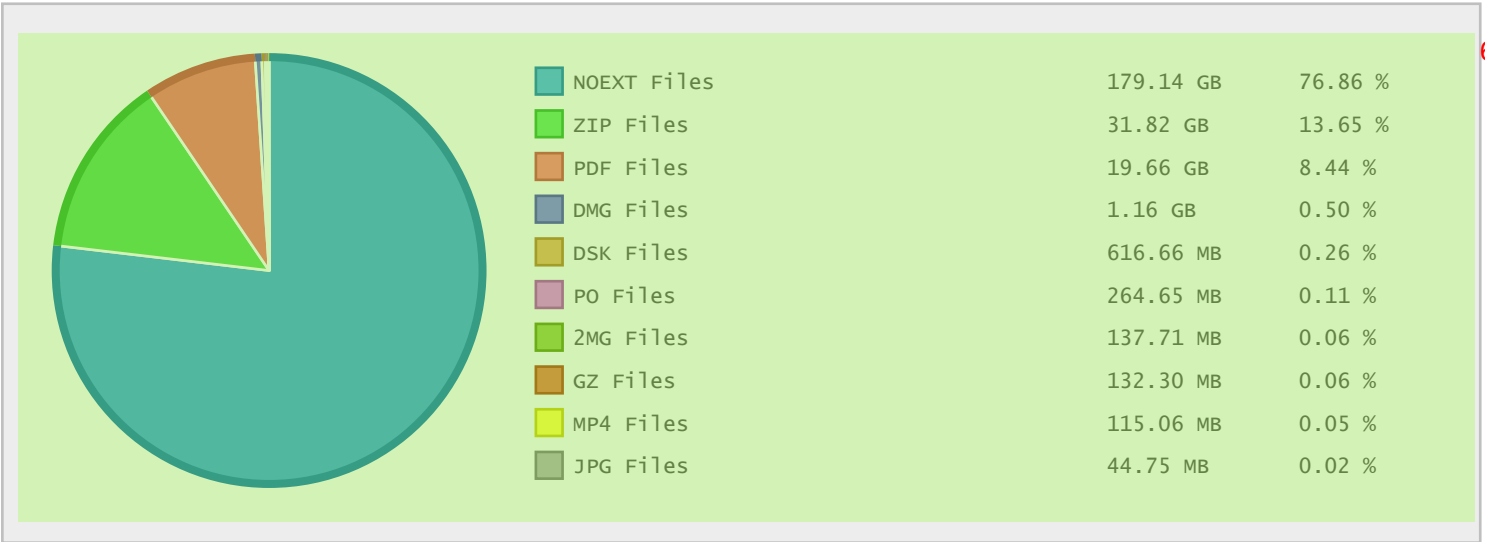 NOEXT Files 179.14 GB 76.86 %
ZIP Files 31.82 GB 13.65 %
PDF Files 19.66 GB 8.44 %
DMG Files 1.16 GB 0.50 %
DSK Files 616.66 MB 0.26 %
PO Files 264.65 MB 0.11 %
2MG Files 137.71 MB 0.06 %
GZ Files 132.30 MB 0.06 %
MP4 Files 115.06 MB 0.05 %
JPG Files 44.75 MB 0.02 %